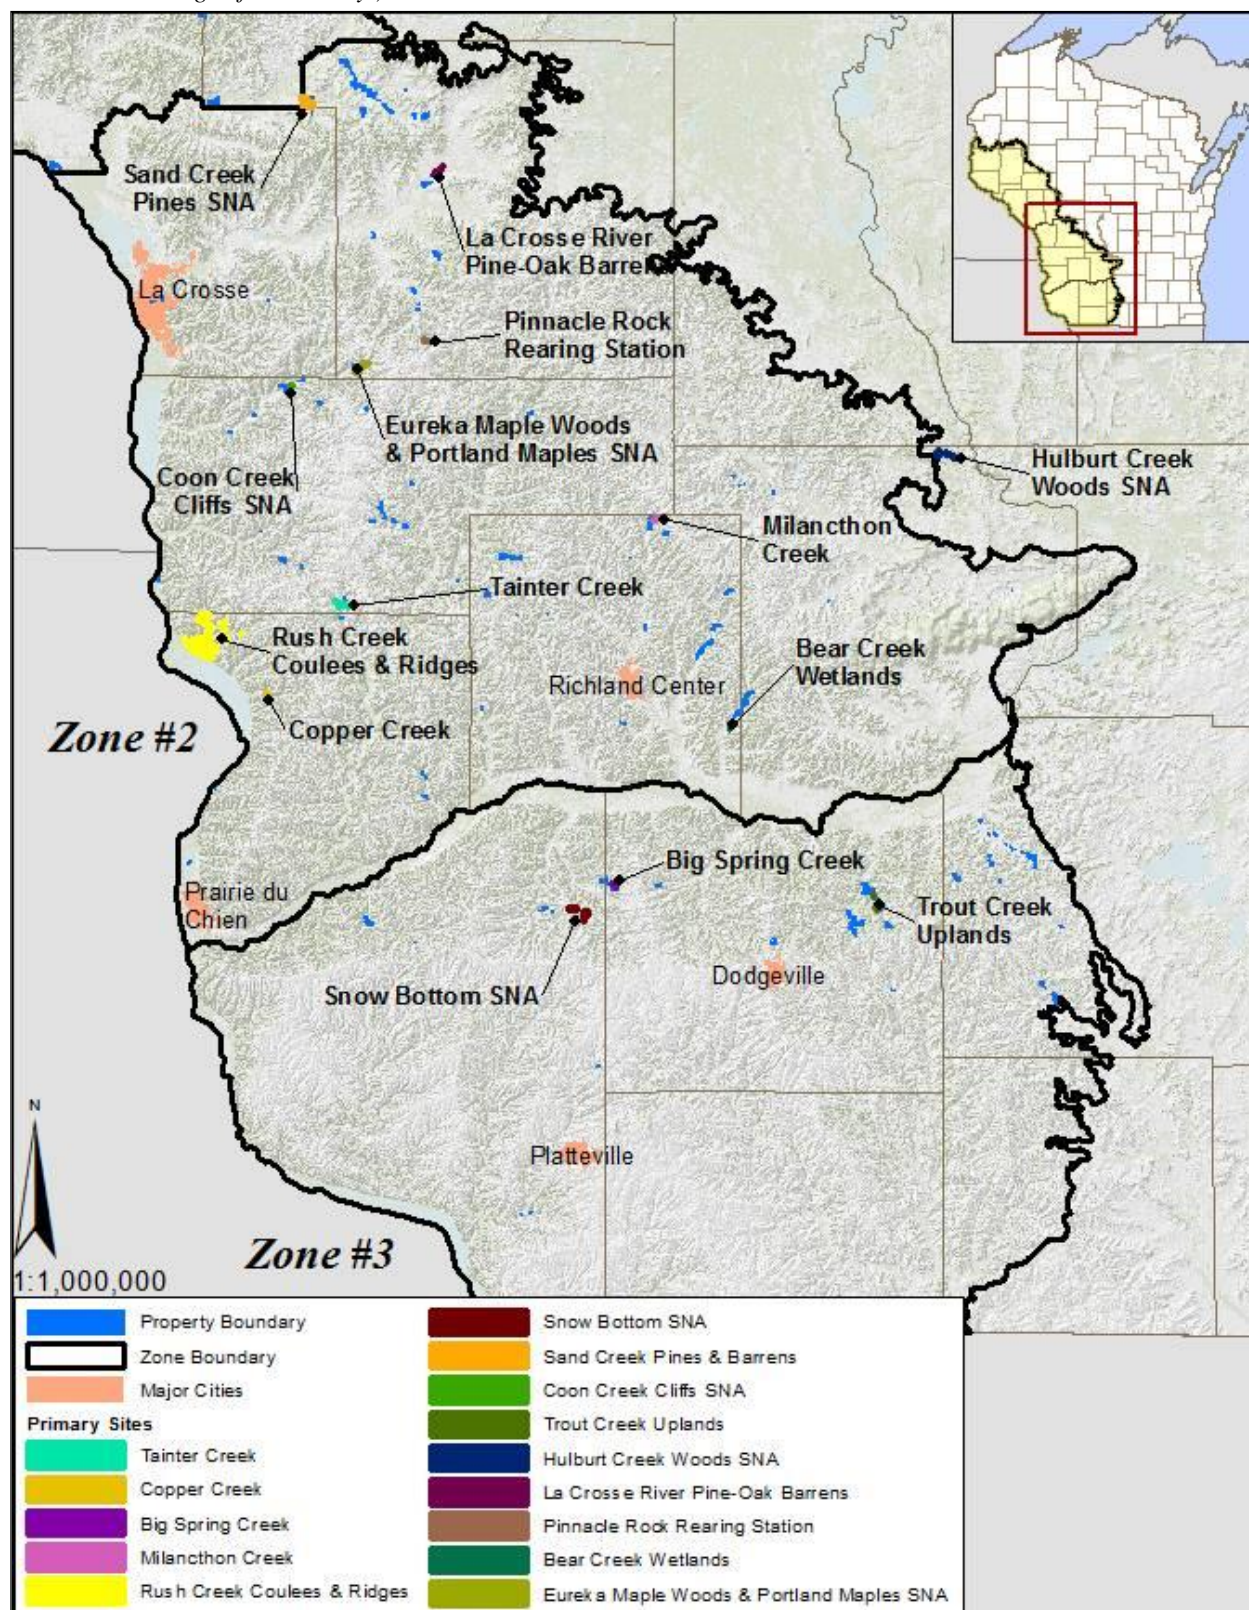 Sand Creek
Pines SNA
La Crosse River
Pine-Oak Barrens
La Crosse
Pinnacle Rock
Rearing Station
Eureka Maple Woods
& Portland Maples SNA
Coon Creek
Cliffs SNA
Hulburt Creek
Woods SNA
Milancthon
Creek
Tainter Creek
Rush Creek
Coulees & Ridges
Bear Creek
Wetlands
Richland Center
Copper Creek
Zone #2
Big Spring Creek
Prairie du
Chien
Trout Creek
Uplands
Dodgeville
Snow Bottom SNA
N
Platteville
Zone #3
1:1,000,000
Property Boundary
Zone Boundary
Major Cities
Primary Sites
Tainter Creek
Copper Creek
Big Spring Creek
Milancthon Creek
Rush Creek Coulees & Ridges
Snow Bottom SNA
Sand Creek Pines & Barrens
Coon Creek Cliffs SNA
Trout Creek Uplands
Hulburt Creek Woods SNA
La Crosse River Pine-Oak Barrens
Pinnacle Rock Rearing Station
Bear Creek Wetlands
Eureka Maple Woods & Portland Maples SNA